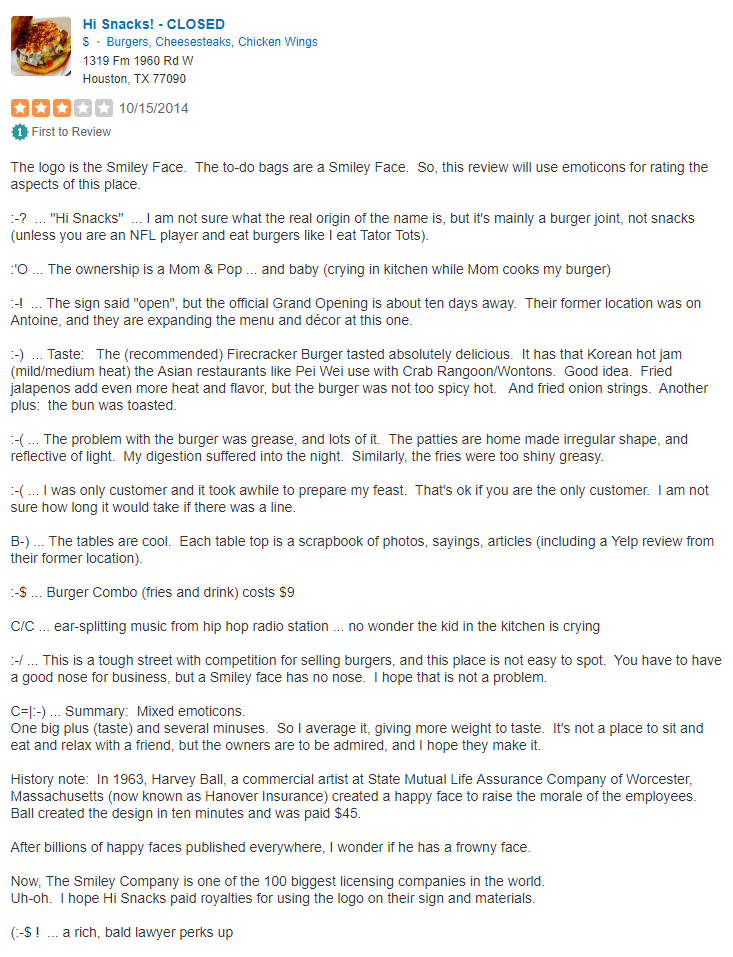 Hi Snacks! - CLOSED
$ · Burgers, Cheesesteaks, Chicken Wings
1319 Fm 1960 Rd W
Houston, TX 77090
10/15/2014
1 First to Review
The logo is the Smiley Face.  The to-do bags are a Smiley Face.  So, this review will use emoticons for rating the
aspects of this place.
:-?  ... "Hi Snacks"  ... I am not sure what the real origin of the name is, but it's mainly a burger joint, not snacks
(unless you are an NFL player and eat burgers like I eat Tator Tots).
:'O ... The ownership is a Mom & Pop ... and baby (crying in kitchen while Mom cooks my burger)
:-!  ... The sign said "open", but the official Grand Opening is about ten days away.  Their former location was on
Antoine, and they are expanding the menu and décor at this one.
:-)  ... Taste:   The (recommended) Firecracker Burger tasted absolutely delicious.  It has that Korean hot jam
(mild/medium heat) the Asian restaurants like Pei Wei use with Crab Rangoon/Wontons.  Good idea.  Fried
jalapenos add even more heat and flavor, but the burger was not too spicy hot.   And fried onion strings.  Another
plus:  the bun was toasted.
:-( ... The problem with the burger was grease, and lots of it.  The patties are home made irregular shape, and
reflective of light.  My digestion suffered into the night.  Similarly, the fries were too shiny greasy.
:-( ... I was only customer and it took awhile to prepare my feast.  That's ok if you are the only customer.  I am not
sure how long it would take if there was a line.
B-) ... The tables are cool.  Each table top is a scrapbook of photos, sayings, articles (including a Yelp review from
their former location).
:-$ ... Burger Combo (fries and drink) costs $9
C/C ... ear-splitting music from hip hop radio station ... no wonder the kid in the kitchen is crying
:-/ ... This is a tough street with competition for selling burgers, and this place is not easy to spot.  You have to have
a good nose for business, but a Smiley face has no nose.  I hope that is not a problem.
C=|:-) ... Summary:  Mixed emoticons.
One big plus (taste) and several minuses.  So I average it, giving more weight to taste.  It's not a place to sit and
eat and relax with a friend, but the owners are to be admired, and I hope they make it.
History note:  In 1963, Harvey Ball, a commercial artist at State Mutual Life Assurance Company of Worcester,
Massachusetts (now known as Hanover Insurance) created a happy face to raise the morale of the employees.
Ball created the design in ten minutes and was paid $45.
After billions of happy faces published everywhere, I wonder if he has a frowny face.
Now, The Smiley Company is one of the 100 biggest licensing companies in the world.
Uh-oh.  I hope Hi Snacks paid royalties for using the logo on their sign and materials.
(:-$ !  ... a rich, bald lawyer perks up